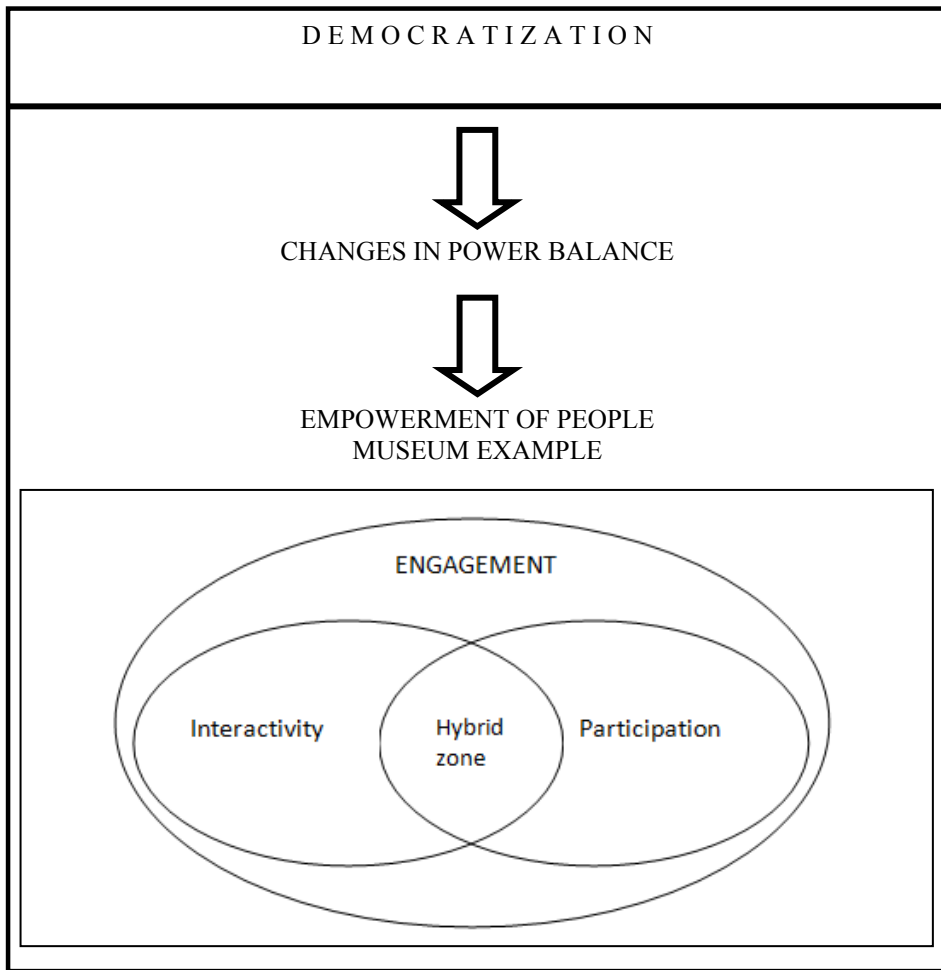 D E M O C R A T I Z A T I O N
CHANGES IN POWER BALANCE
EMPOWERMENT OF PEOPLE
MUSEUM EXAMPLE
ENGAGEMENT
Interactivity
Hybrid
zone
Participation